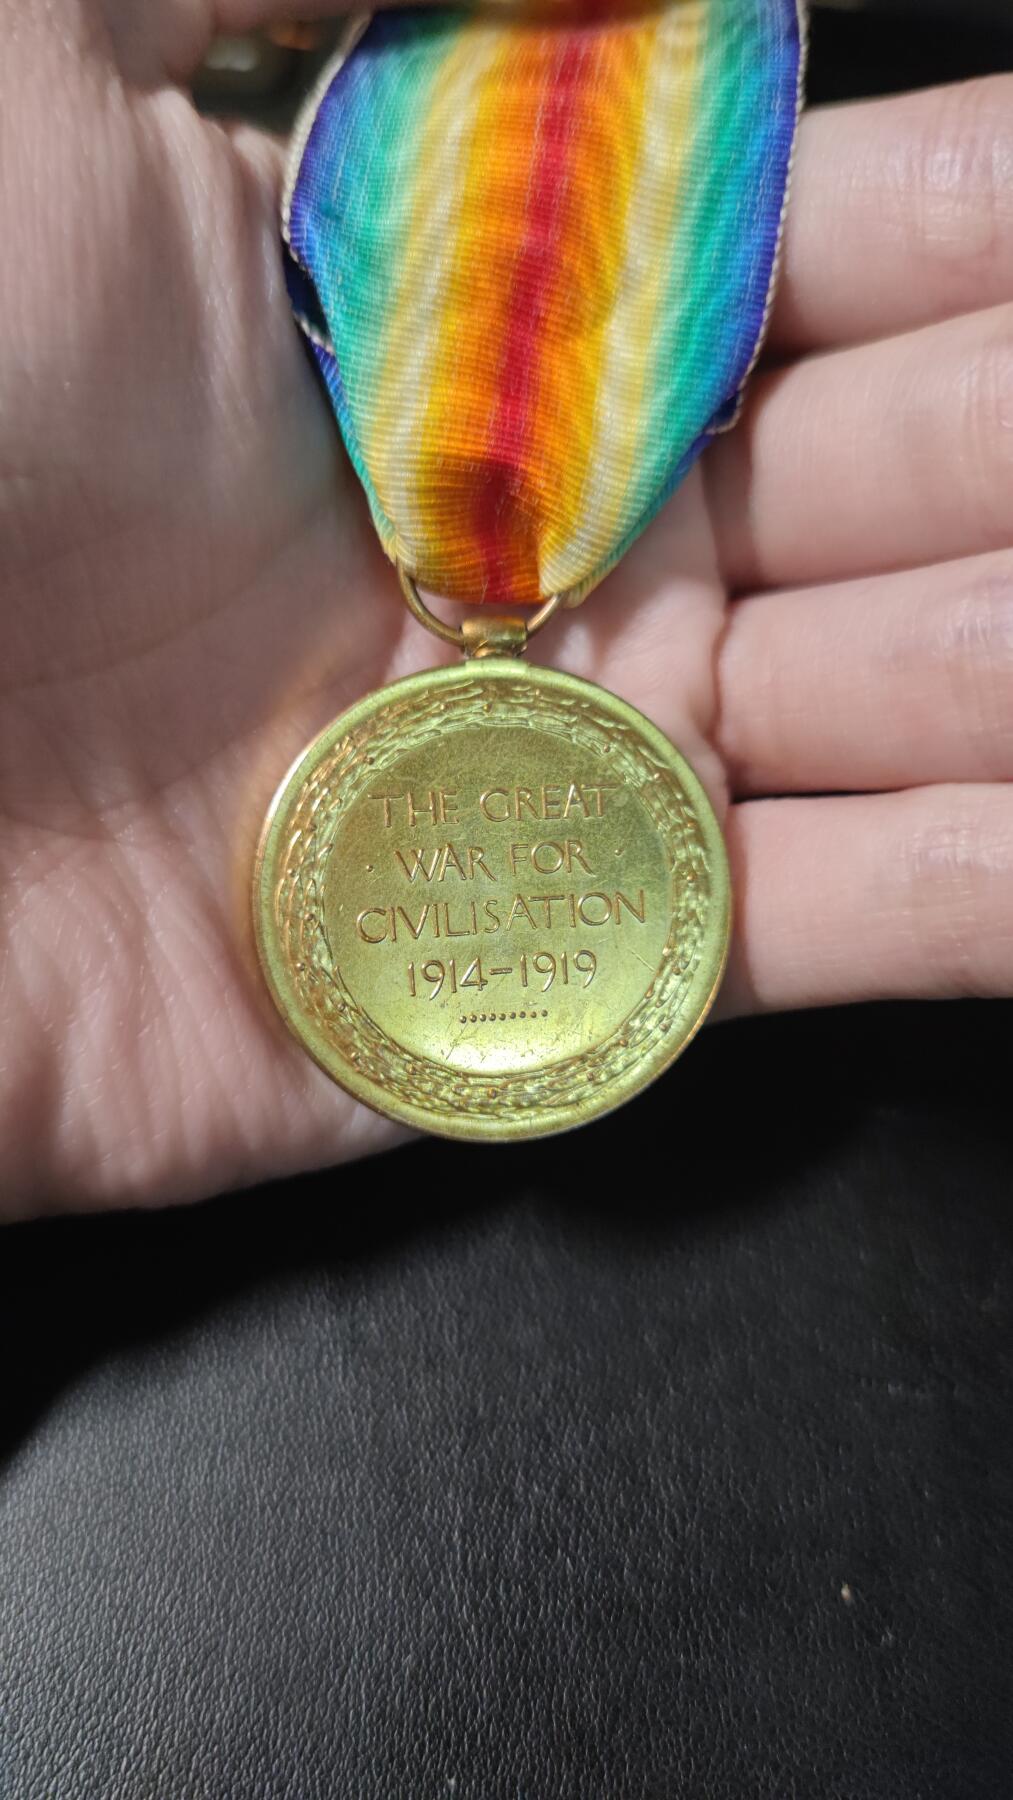 THE GREAT
· WAR FOR ·
CIVILISATION
1914-1919